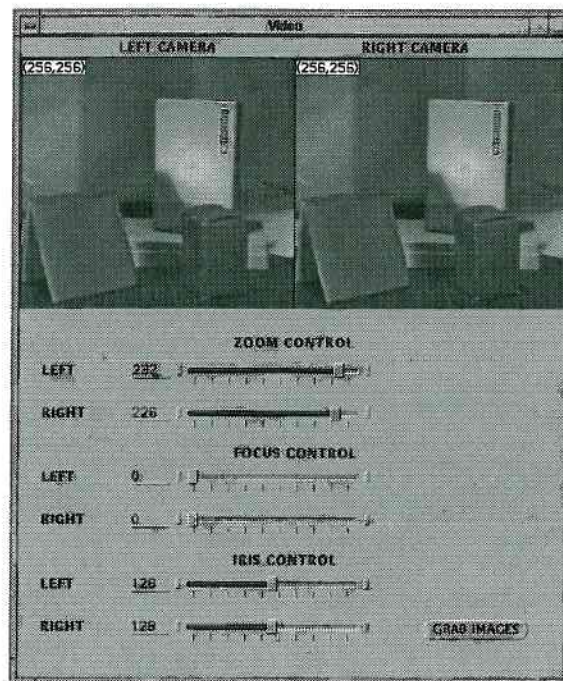 Video
LEFT CAMERA RIGHT CAMERA
(256,256) (256,256)
ZOOM CONTROL
LEFT 232
RIGHT 226
FOCUS CONTROL
LEFT 0
RIGHT 0
IRIS CONTROL
LEFT 128
RIGHT 128 GRAB IMAGES